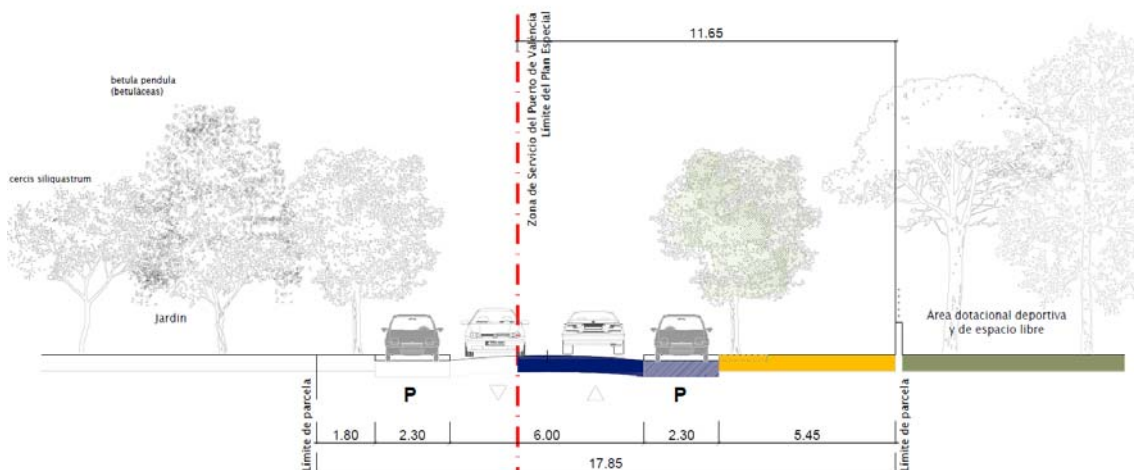 11.65
betula pendula
(betuláceas)
Zona de Servicio del Puerto de València
Límite del Plan Especial
cercis siliquastrum
Jardín
Área dotacional deportiva
y de espacio libre
P
P
Límite de parcela
Límite de parcela
1.80
2.30
6.00
2.30
5.45
17.85